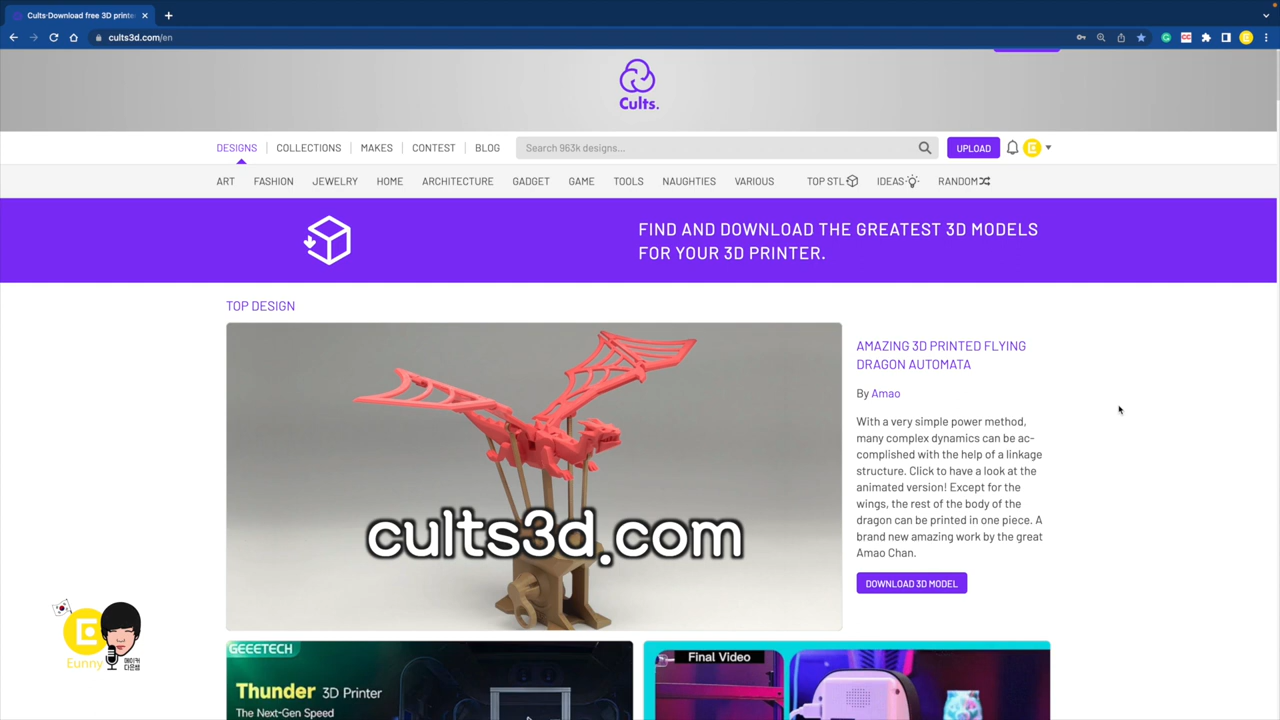 Cults·Download free 3D printe
cults3d.com/en
Cults.
DESIGNS COLLECTIONS MAKES CONTEST BLOG Search 963k designs... UPLOAD
ART FASHION JEWELRY HOME ARCHITECTURE GADGET GAME TOOLS NAUGHTIES VARIOUS TOP STL IDEAS RANDOM
FIND AND DOWNLOAD THE GREATEST 3D MODELS
FOR YOUR 3D PRINTER.
TOP DESIGN
AMAZING 3D PRINTED FLYING
DRAGON AUTOMATA
By Amao
With a very simple power method,
many complex dynamics can be ac-
complished with the help of a linkage
structure. Click to have a look at the
animated version! Except for the
wings, the rest of the body of the
dragon can be printed in one piece. A
brand new amazing work by the great
Amao Chan.
DOWNLOAD 3D MODEL
cults3d.com
Eunny
메이커
다은쌤
GEEETECH
Thunder 3D Printer
The Next-Gen Speed
Final Video